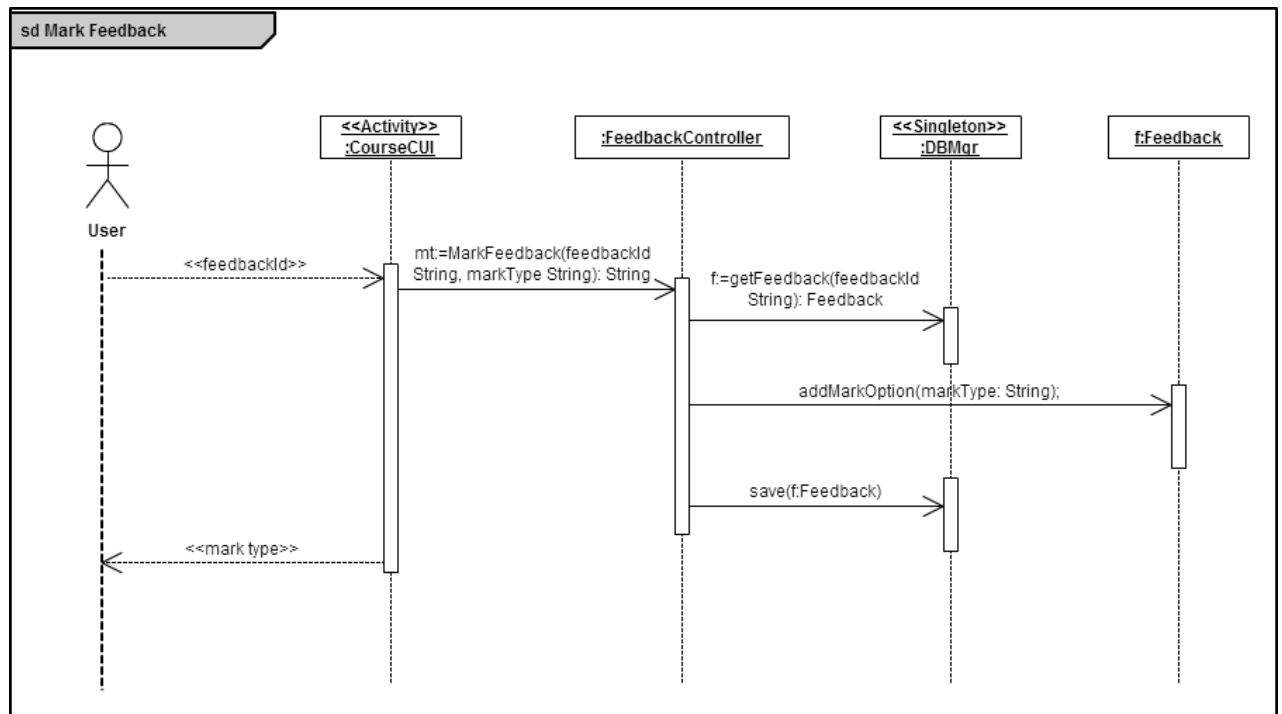 sd Mark Feedback
<<Activity>>
:CourseCUI
:FeedbackController
<<Singleton>>
:DBMgr
f:Feedback
User
<<feedbackId>>
mt:=MarkFeedback(feedbackId
String, markType String): String
f:=getFeedback(feedbackId
String): Feedback
addMarkOption(markType: String);
save(f:Feedback)
<<mark type>>